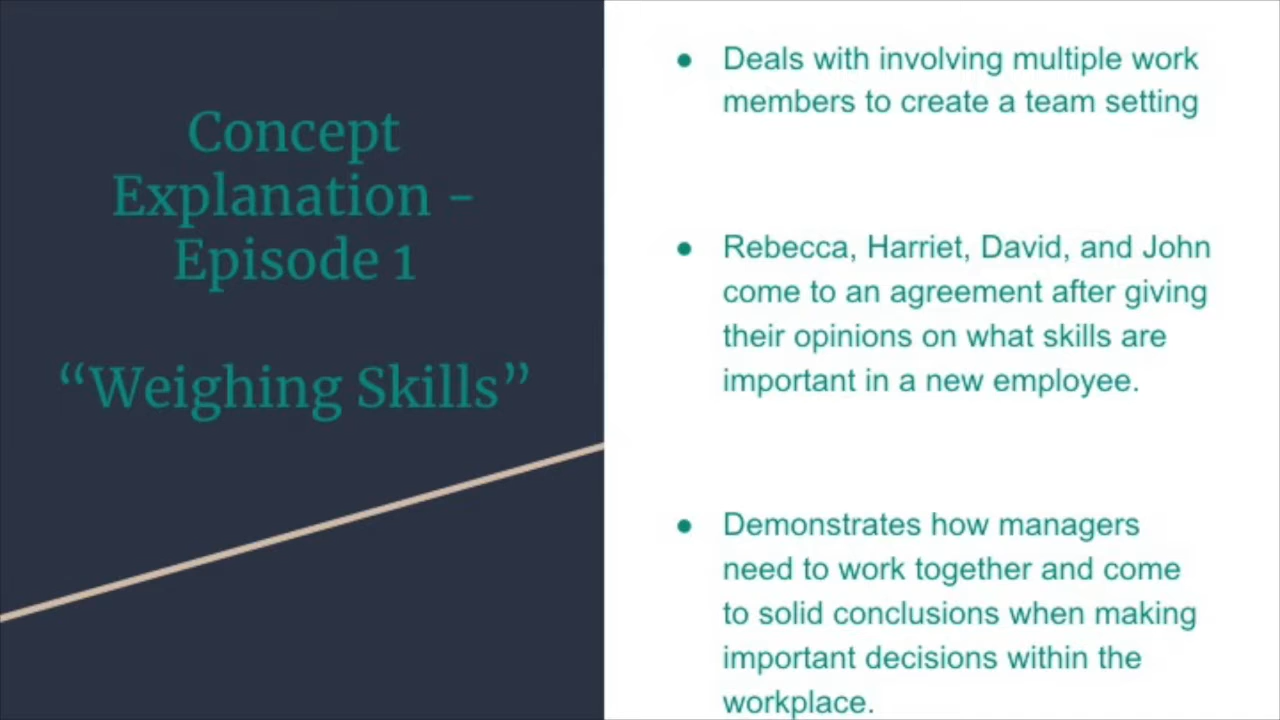 Concept
Explanation -
Episode 1
“Weighing Skills”
● Deals with involving multiple work
members to create a team setting
● Rebecca, Harriet, David, and John
come to an agreement after giving
their opinions on what skills are
important in a new employee.
● Demonstrates how managers
need to work together and come
to solid conclusions when making
important decisions within the
workplace.